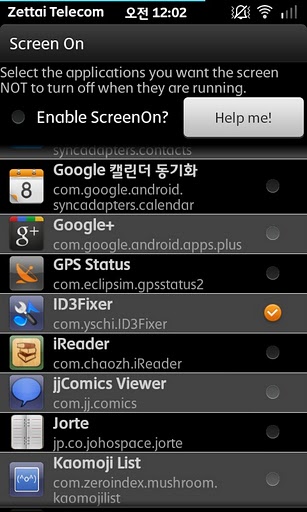 Zettai Telecom 오전 12:02
Screen On
Select the applications you want the screen
NOT to turn off when they are running.
Enable ScreenOn?
Help me!
syncadapters.contacts
8
Google 캘린더 동기화
com.google.android.
syncadapters.calendar
g+
Google+
com.google.android.apps.plus
GPS Status
com.eclipsim.gpsstatus2
ID3Fixer
com.yschi.ID3Fixer
iReader
com.chaozh.iReader
jjComics Viewer
com.jj.comics
Jorte
jp.co.johospace.jorte
(^o^)
Kaomoji List
com.zeroindex.mushroom.
kaomojilist